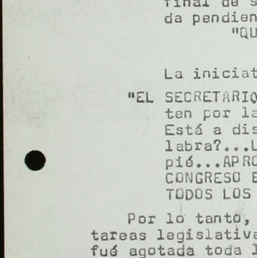 final de s
da pendien
"QU
La iniciat
"EL SECRETARIO
ten por la
Está a dis
labra?...L
pié...APRO
CONGRESO E
TODOS LOS
Por lo tanto,
tareas legislativa
fué agotada toda l